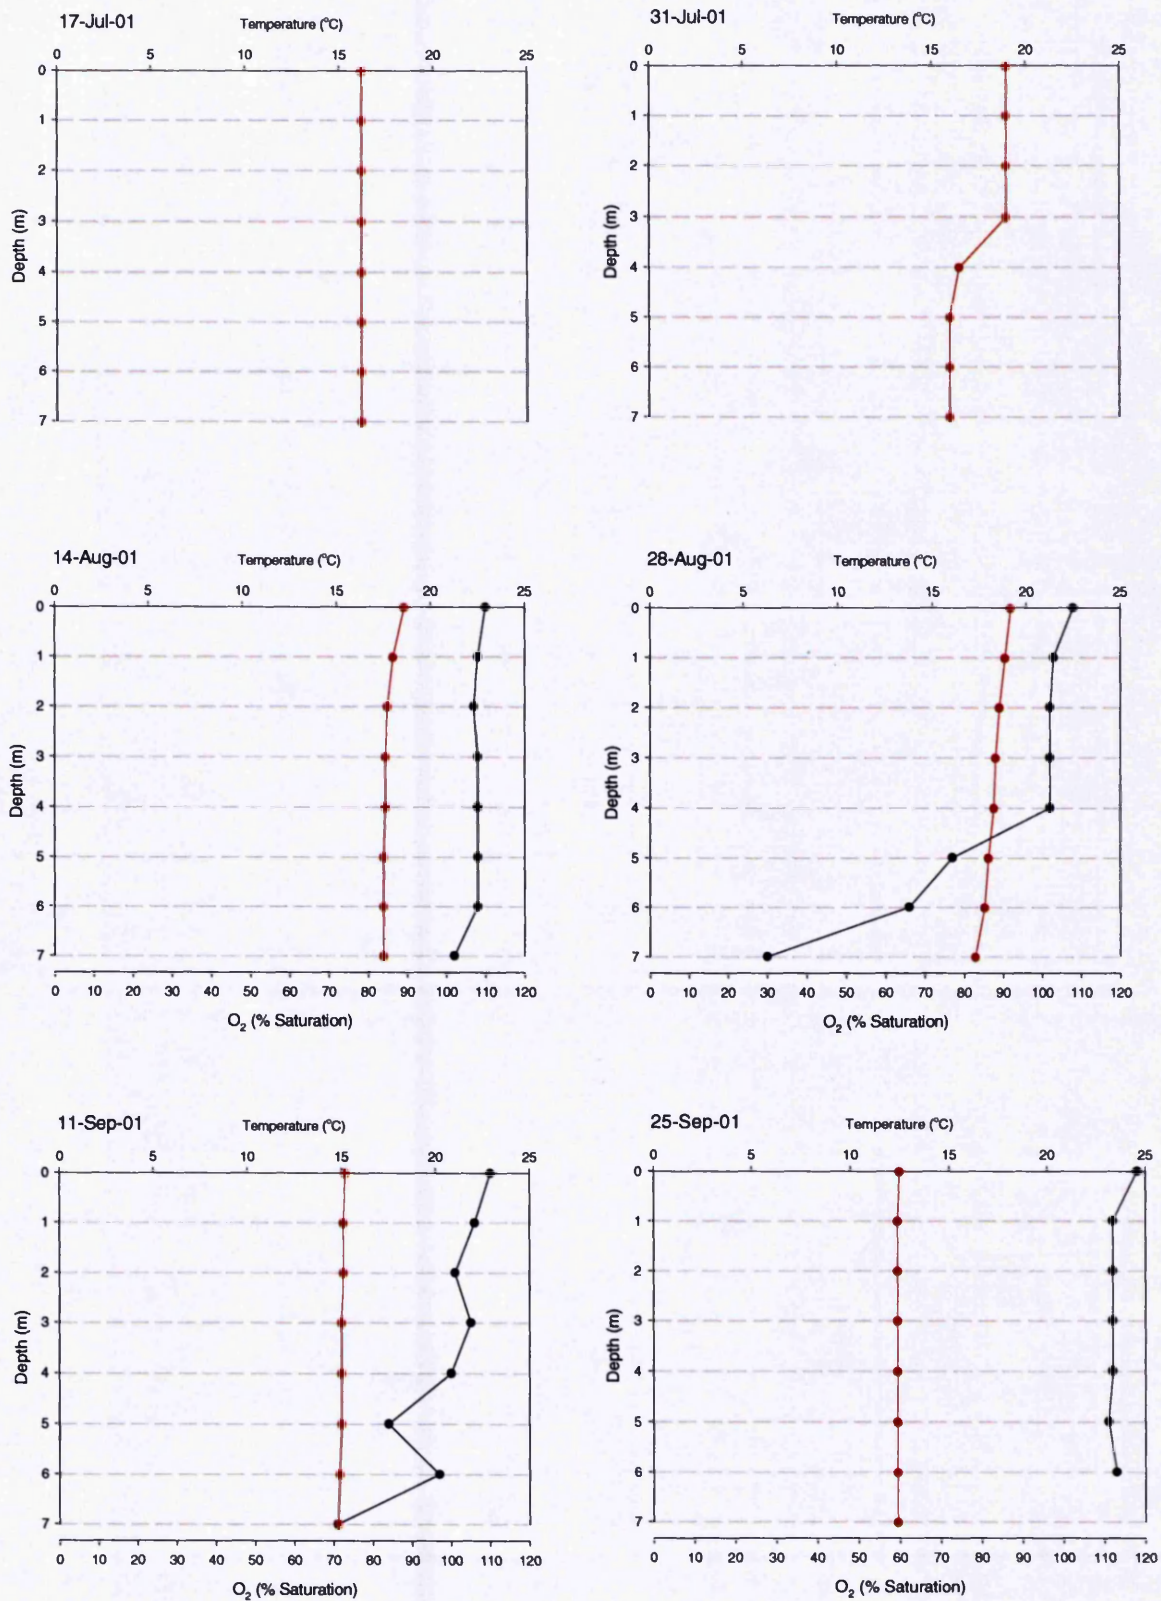 17-Jul-01
Temperature (°C)
0 5 10 15 20 25
0
1
2
3
4
5
6
7
Depth (m)
31-Jul-01
Temperature (°C)
0 5 10 15 20 25
0
1
2
3
4
5
6
7
Depth (m)
14-Aug-01
Temperature (°C)
0 5 10 15 20 25
0
1
2
3
4
5
6
7
Depth (m)
0 10 20 30 40 50 60 70 80 90 100 110 120
O₂ (% Saturation)
28-Aug-01
Temperature (°C)
0 5 10 15 20 25
0
1
2
3
4
5
6
7
Depth (m)
0 10 20 30 40 50 60 70 80 90 100 110 120
O₂ (% Saturation)
11-Sep-01
Temperature (°C)
0 5 10 15 20 25
0
1
2
3
4
5
6
7
Depth (m)
0 10 20 30 40 50 60 70 80 90 100 110 120
O₂ (% Saturation)
25-Sep-01
Temperature (°C)
0 5 10 15 20 25
0
1
2
3
4
5
6
7
Depth (m)
0 10 20 30 40 50 60 70 80 90 100 110 120
O₂ (% Saturation)